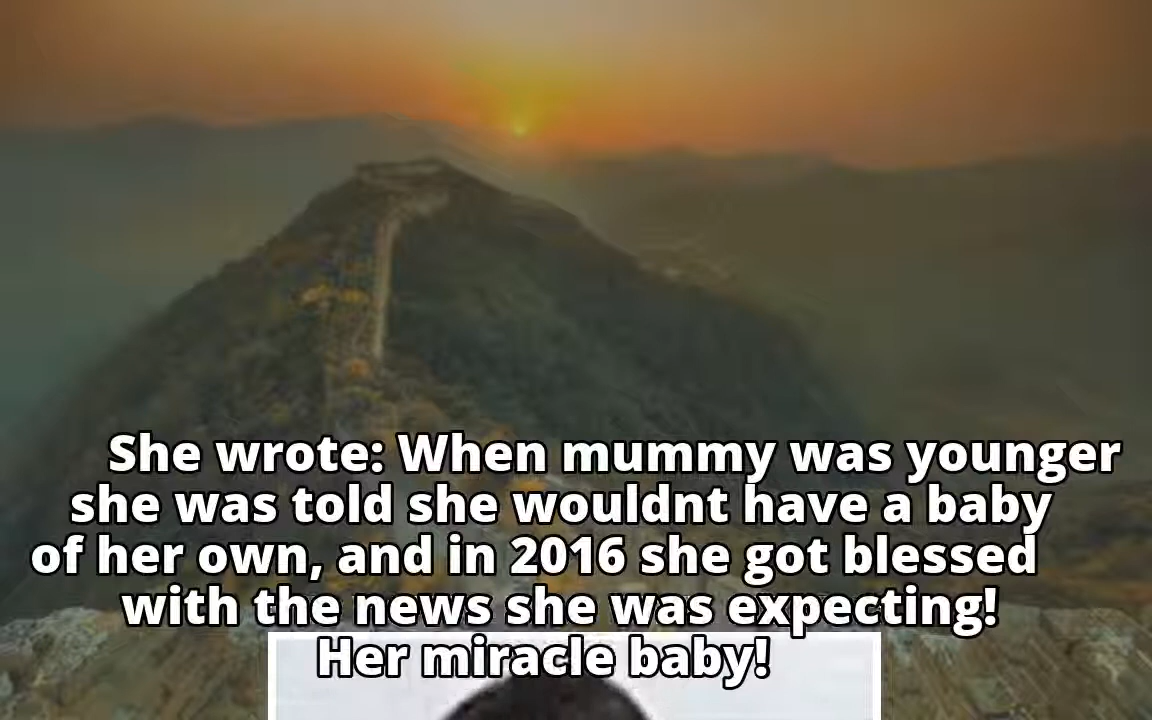 She wrote: When mummy was younger
she was told she wouldnt have a baby
of her own, and in 2016 she got blessed
with the news she was expecting!
Her miracle baby!